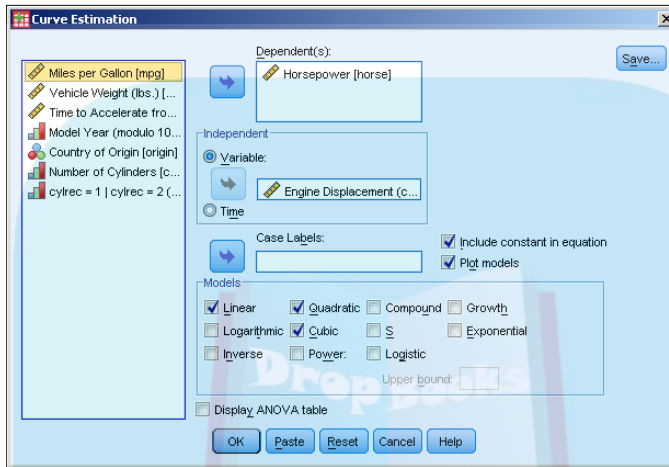 Curve Estimation
Miles per Gallon [mpg]
Vehicle Weight (lbs.) [...
Time to Accelerate fro...
Model Year (modulo 10...
Country of Origin [origin]
Number of Cylinders [c...
cylrec = 1 | cylrec = 2 (...
Dependent(s):
Horsepower [horse]
Save...
Independent
Variable:
Engine Displacement (c...
Time
Case Labels:
Include constant in equation
Plot models
Models
Linear Quadratic Compound Growth
Logarithmic Cubic S Exponential
Inverse Power: Logistic
Upper bound:
DropBooks
Display ANOVA table
OK Paste Reset Cancel Help